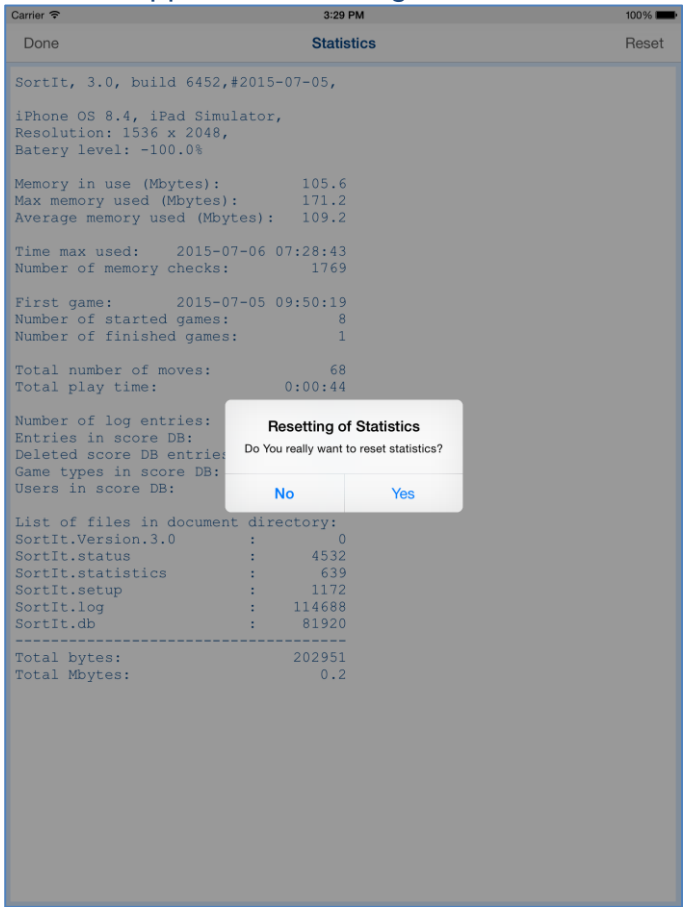 Carrier 3:29 PM 100%
Done Statistics Reset
SortIt, 3.0, build 6452,#2015-07-05,
iPhone OS 8.4, iPad Simulator,
Resolution: 1536 x 2048,
Batery level: -100.0%
Memory in use (Mbytes): 105.6
Max memory used (Mbytes): 171.2
Average memory used (Mbytes): 109.2
Time max used: 2015-07-06 07:28:43
Number of memory checks: 1769
First game: 2015-07-05 09:50:19
Number of started games: 8
Number of finished games: 1
Total number of moves: 68
Total play time: 0:00:44
Number of log entries:
Entries in score DB:
Deleted score DB entries
Game types in score DB:
Users in score DB:
Resetting of Statistics
Do You really want to reset statistics?
No Yes
List of files in document directory:
SortIt.Version.3.0 : 0
SortIt.status : 4532
SortIt.statistics : 639
SortIt.setup : 1172
SortIt.log : 114688
SortIt.db : 81920
---------------------------------------
Total bytes: 202951
Total Mbytes: 0.2